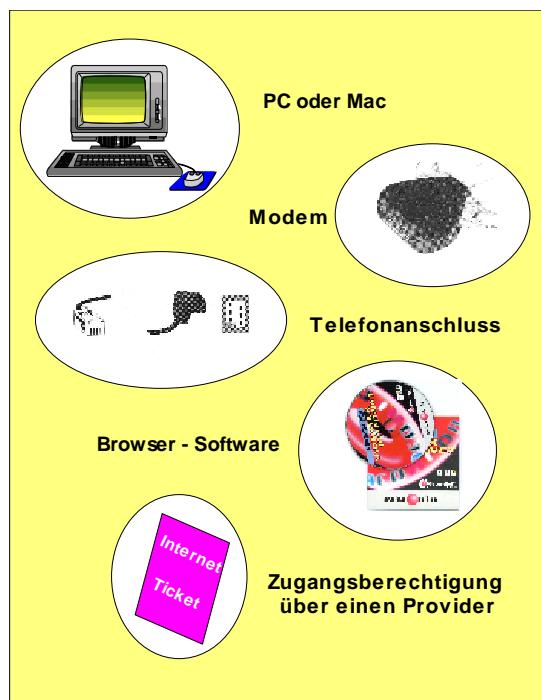 PC oder Mac
Modem
Telefonanschluss
Browser - Software
Internet
Ticket
Zugangsberechtigung
über einen Provider